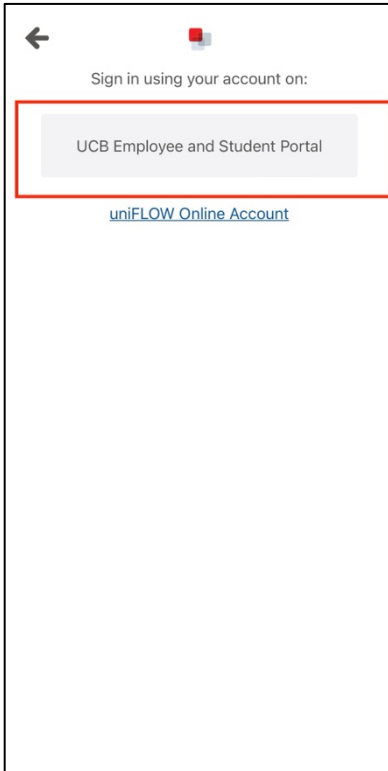 Sign in using your account on:
UCB Employee and Student Portal
uniFLOW Online Account